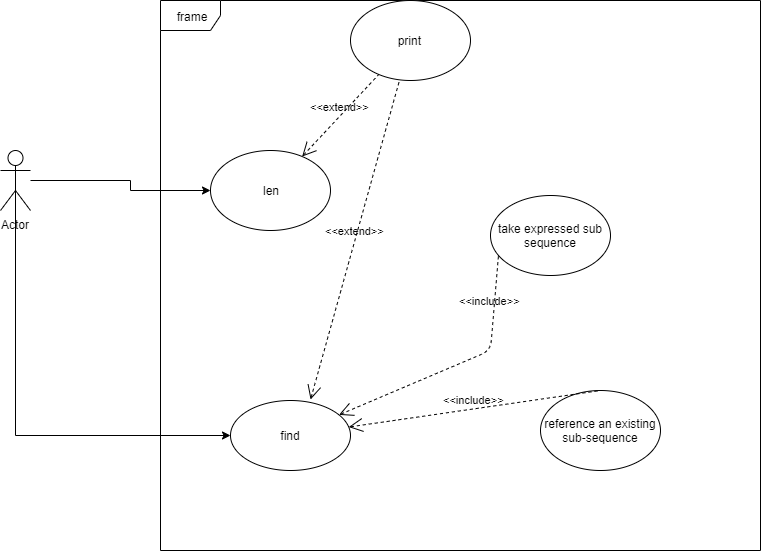 frame
print
<<extend>>
len
Actor
take expressed sub
sequence
<<extend>>
<<include>>
<<include>>
reference an existing
sub-sequence
find